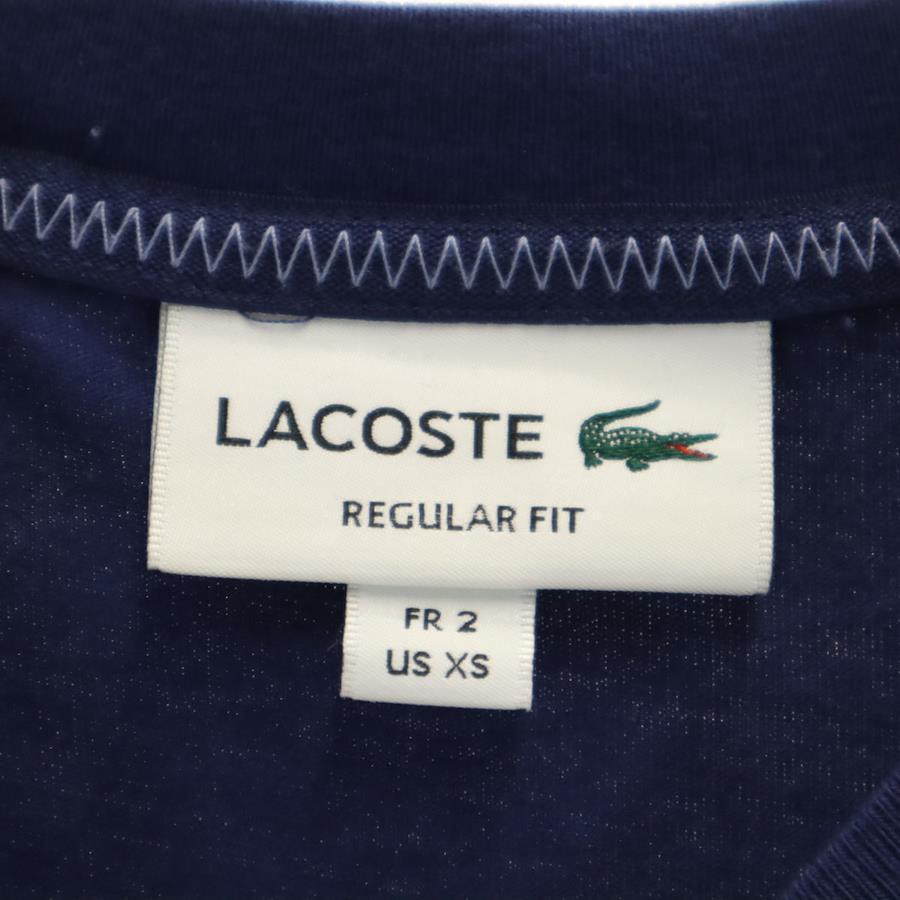 LACOSTE
REGULAR FIT
FR 2
US XS